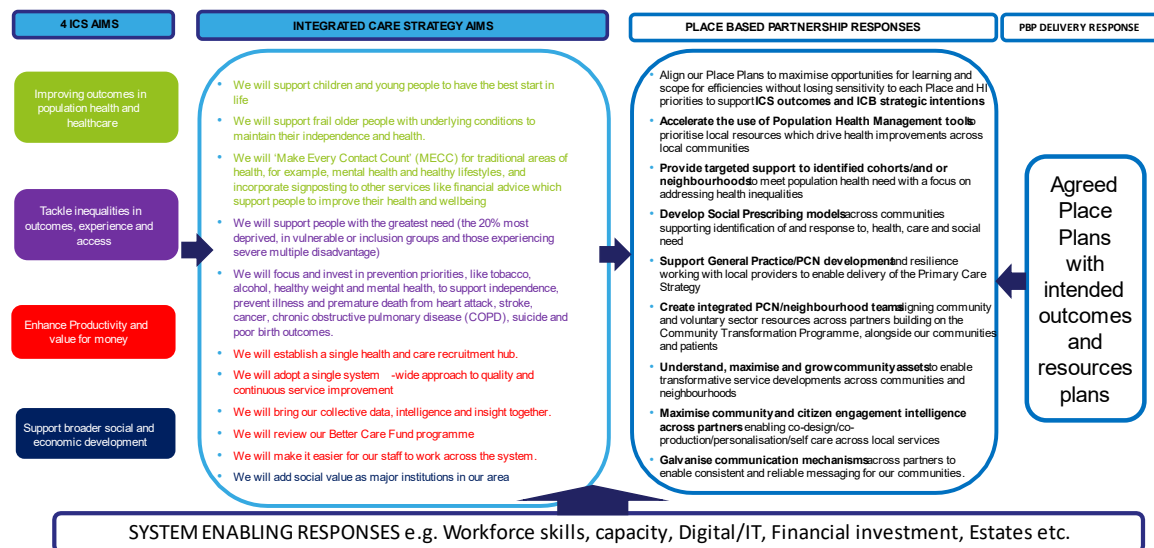 4 ICS AIMS
INTEGRATED CARE STRATEGY AIMS
PLACE BASED PARTNERSHIP RESPONSES
PBP DELIVERY RESPONSE
Improving outcomes in
population health and
healthcare
Tackle inequalities in
outcomes, experience and
access
Enhance Productivity and
value for money
Support broader social
and economic development
• We will support children and young people to have the best start in
life
• We will support frail older people with underlying conditions to
maintain their independence and health.
• We will ‘Make Every Contact Count’ (MECC) for traditional areas of
health, for example, mental health and healthy lifestyles, and
incorporate signposting to other services like financial advice which
support people to improve their health and wellbeing
• We will support people with the greatest need (the 20% most
deprived, in vulnerable or inclusion groups and those experiencing
severe multiple disadvantage)
• We will focus and invest in prevention priorities, like tobacco,
alcohol, healthy weight and mental health, to support independence,
prevent illness and premature death from heart attack, stroke,
cancer, chronic obstructive pulmonary disease (COPD), suicide and
poor birth outcomes.
• We will establish a single health and care recruitment hub.
• We will adopt a single system -wide approach to quality and
continuous service improvement
• We will bring our collective data, intelligence and insight together.
• We will review our Better Care Fund programme
• We will make it easier for our staff to work across the system.
• We will add social value as major institutions in our area
• Align our Place Plans to maximise opportunities for learning and
scope for efficiencies without losing sensitivity to each Place and HI
priorities to support ICS outcomes and ICB strategic intentions
• Accelerate the use of Population Health Management tools to
prioritise local resources which drive health improvements across
local communities
• Provide targeted support to identified cohorts/and or
neighbourhoods to meet population health need with a focus on
addressing health inequalities
• Develop Social Prescribing models across communities
supporting identification of and response to, health, care and social
need
• Support General Practice/PCN development and resilience
working with local providers to enable delivery of the Primary Care
Strategy
• Create integrated PCN/neighbourhood teams aligning community
and voluntary sector resources across partners building on the
Community Transformation Programme, alongside our communities
and patients
• Understand, maximise and grow community assets to enable
transformative service developments across communities and
neighbourhoods
• Maximise community and citizen engagement intelligence
across partners enabling co-design/co-
production/personalisation/self care across local services
• Galvanise communication mechanisms across partners to
enable consistent and reliable messaging for our communities.
Agreed
Place
Plans
with
intended
outcomes
and
resources
plans
SYSTEM ENABLING RESPONSES e.g. Workforce skills, capacity, Digital/IT, Financial investment, Estates etc.